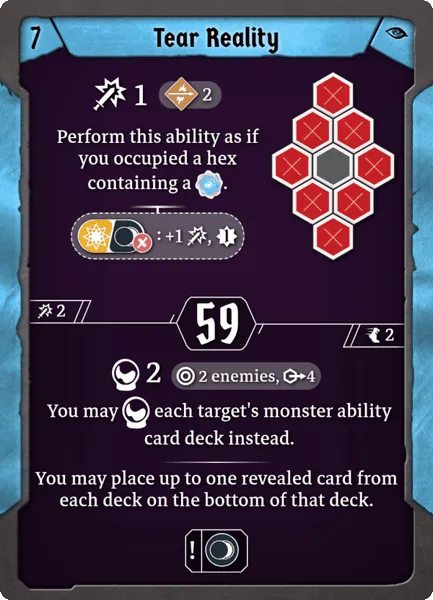 7 Tear Reality
1 2
Perform this ability as if
you occupied a hex
containing a .
: +1 , 1
2
59
2
2 2 enemies, 4
You may each target's monster ability
card deck instead.
You may place up to one revealed card from
each deck on the bottom of that deck.
!